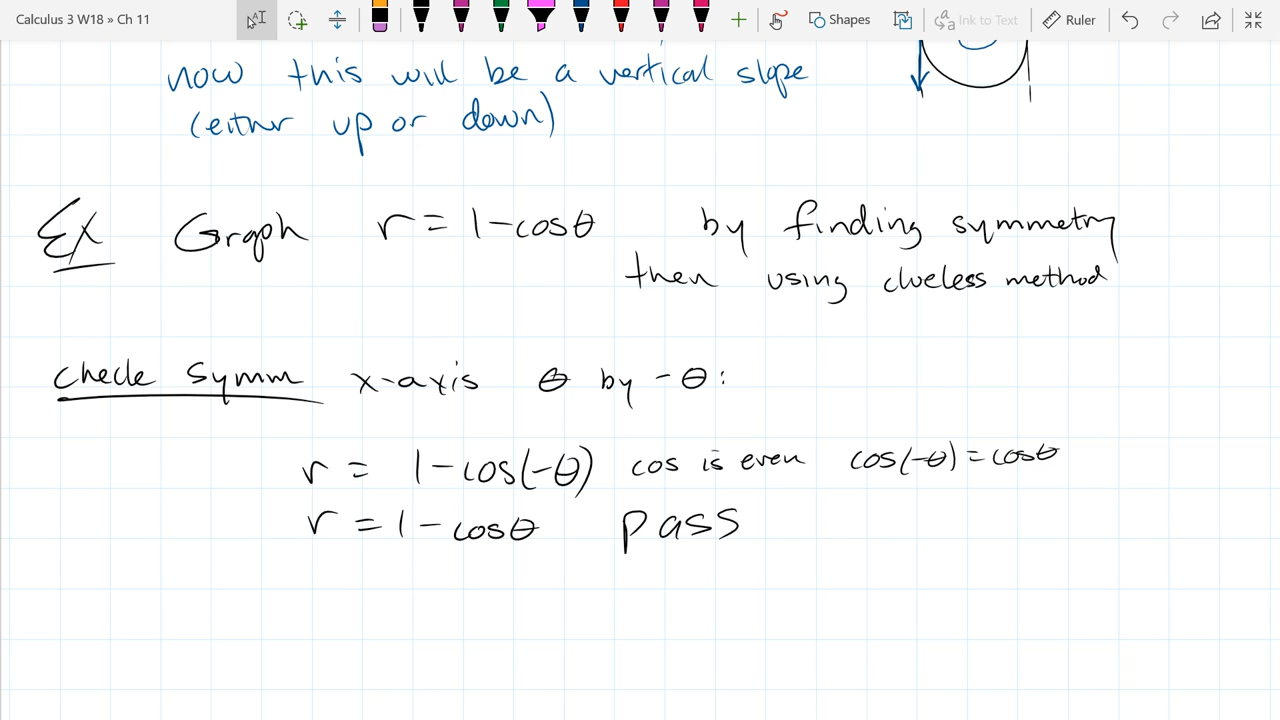 Calculus 3 W18 » Ch 11
Shapes
Ink to Text
Ruler
now this will be a vertical slope
(either up or down)
Ex Graph r = 1-cosθ by finding symmetry
then using clueless method
Check Symm x-axis θ by -θ:
r = 1-cos(-θ) cos is even cos(-θ) = cosθ
r = 1 - cosθ pass